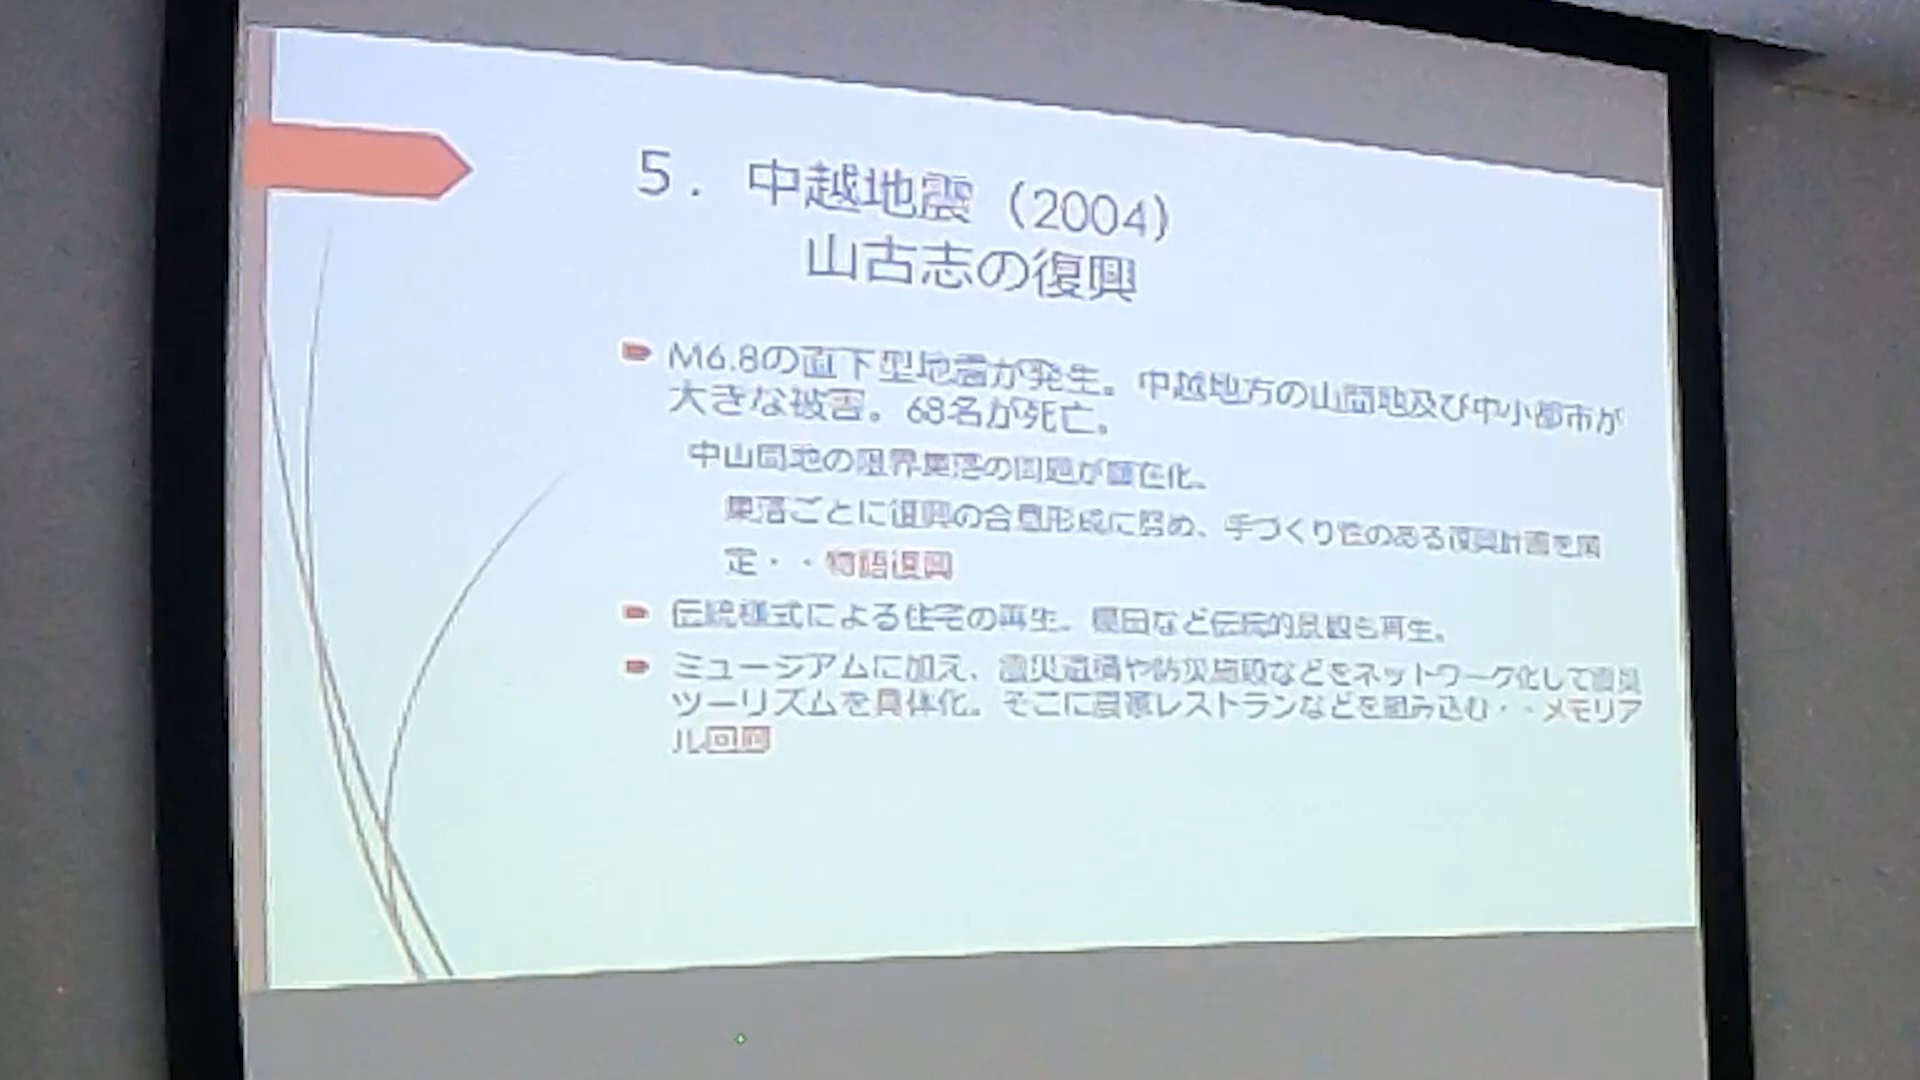 5．中越地震（2004）
山古志の復興
M6.8の直下型地震が発生。中越地方の山間地及び中小都市が
大きな被害。68名が死亡。
中山間地の限界集落の問題が顕在化。
集落ごとに復興の合意形成に努め、手づくり性のある復興計画を策
定・・物語復興
伝統様式による住宅の再生。棚田など伝統的景観も再生。
ミュージアムに加え、震災遺構や防災施設などをネットワーク化して震災
ツーリズムを具体化。そこに農家レストランなどを組み込む・・メモリア
ル回廊